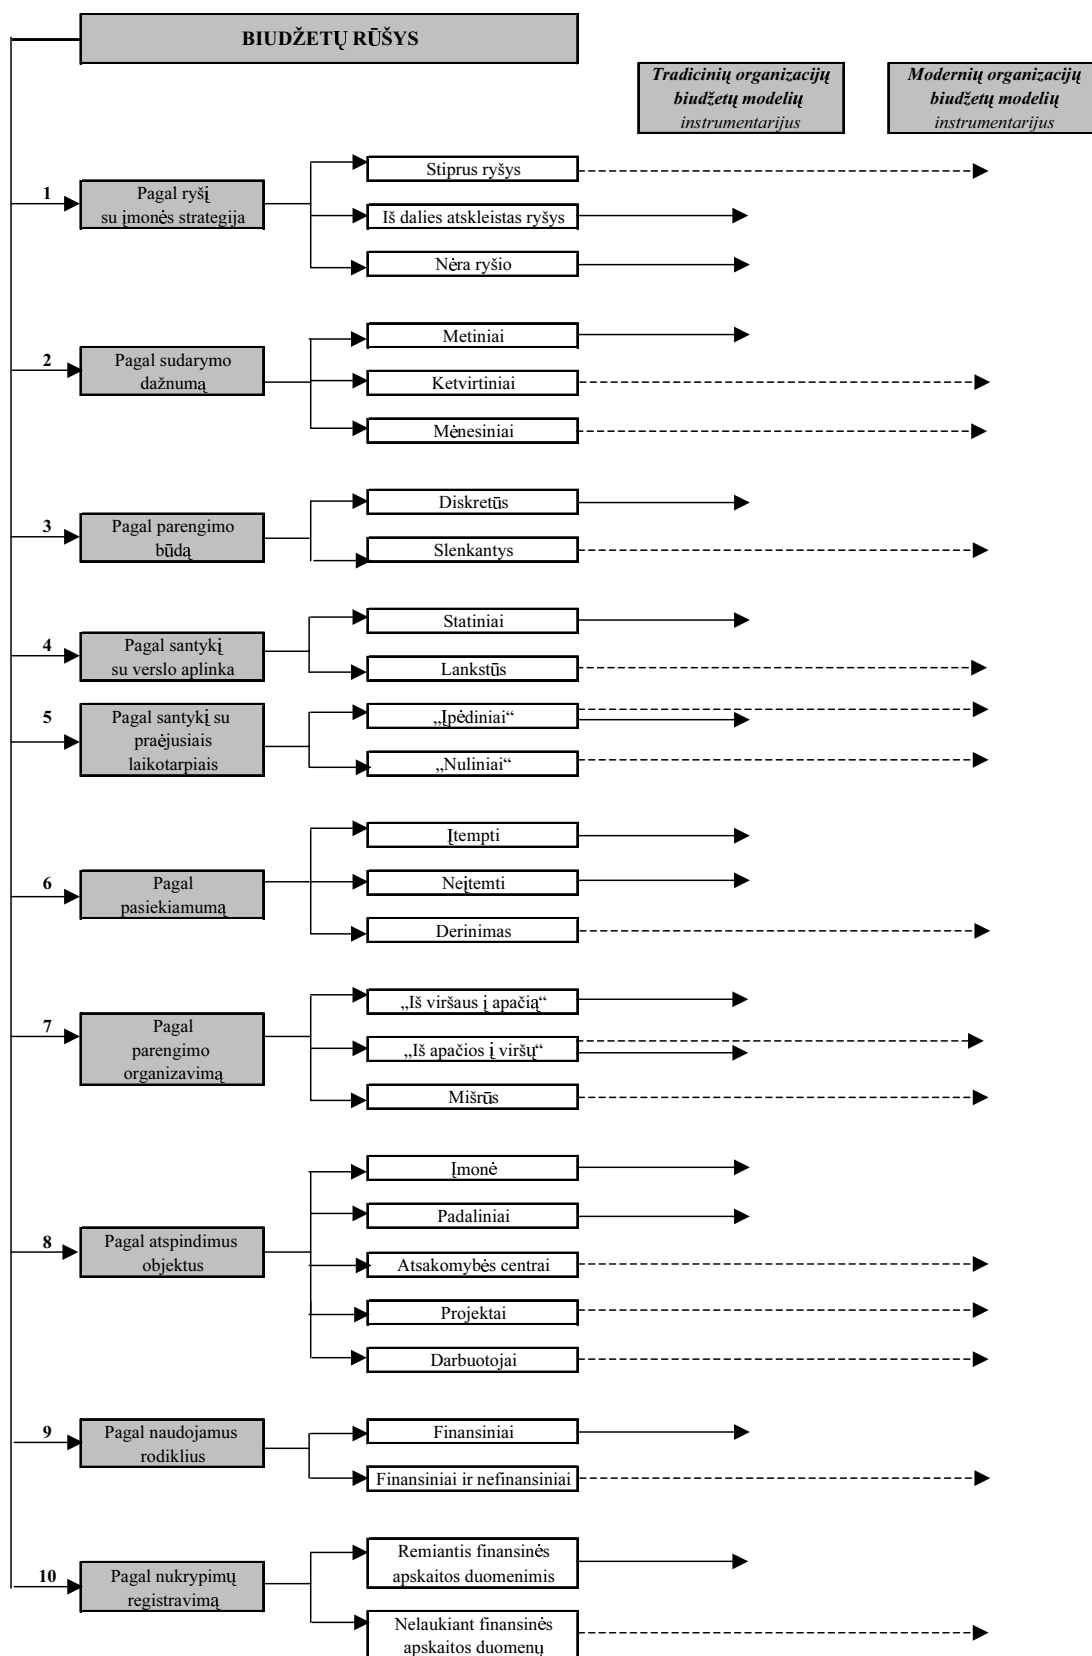 BIUDŽETŲ RŪŠYS
Tradicinių organizacijų
biudžetų modelių
instrumentarijus
Modernių organizacijų
biudžetų modelių
instrumentarijus
1
Pagal ryšį
su įmonės strategija
Stiprus ryšys
Iš dalies atskleistas ryšys
Nėra ryšio
2
Pagal sudarymo
dažnumą
Metiniai
Ketvirtiniai
Mėnesiniai
3
Pagal parengimo
būdą
Diskretūs
Slenkantys
4
Pagal santykį
su verslo aplinka
Statiniai
Lankstūs
5
Pagal santykį su
praėjusiais
laikotarpiais
„Įpėdiniai“
„Nuliniai“
6
Pagal
pasiekiamumą
Įtempti
Neįtemti
Derinimas
7
Pagal
parengimo
organizavimą
„Iš viršaus į apačią“
„Iš apačios į viršų“
Mišrūs
8
Pagal atspindimus
objektus
Įmonė
Padaliniai
Atsakomybės centrai
Projektai
Darbuotojai
9
Pagal naudojamus
rodiklius
Finansiniai
Finansiniai ir nefinansiniai
10
Pagal nukrypimų
registravimą
Remiantis finansinės
apskaitos duomenimis
Nelaukiant finansinės
apskaitos duomenų